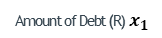 Amount of Debt (R) x₁